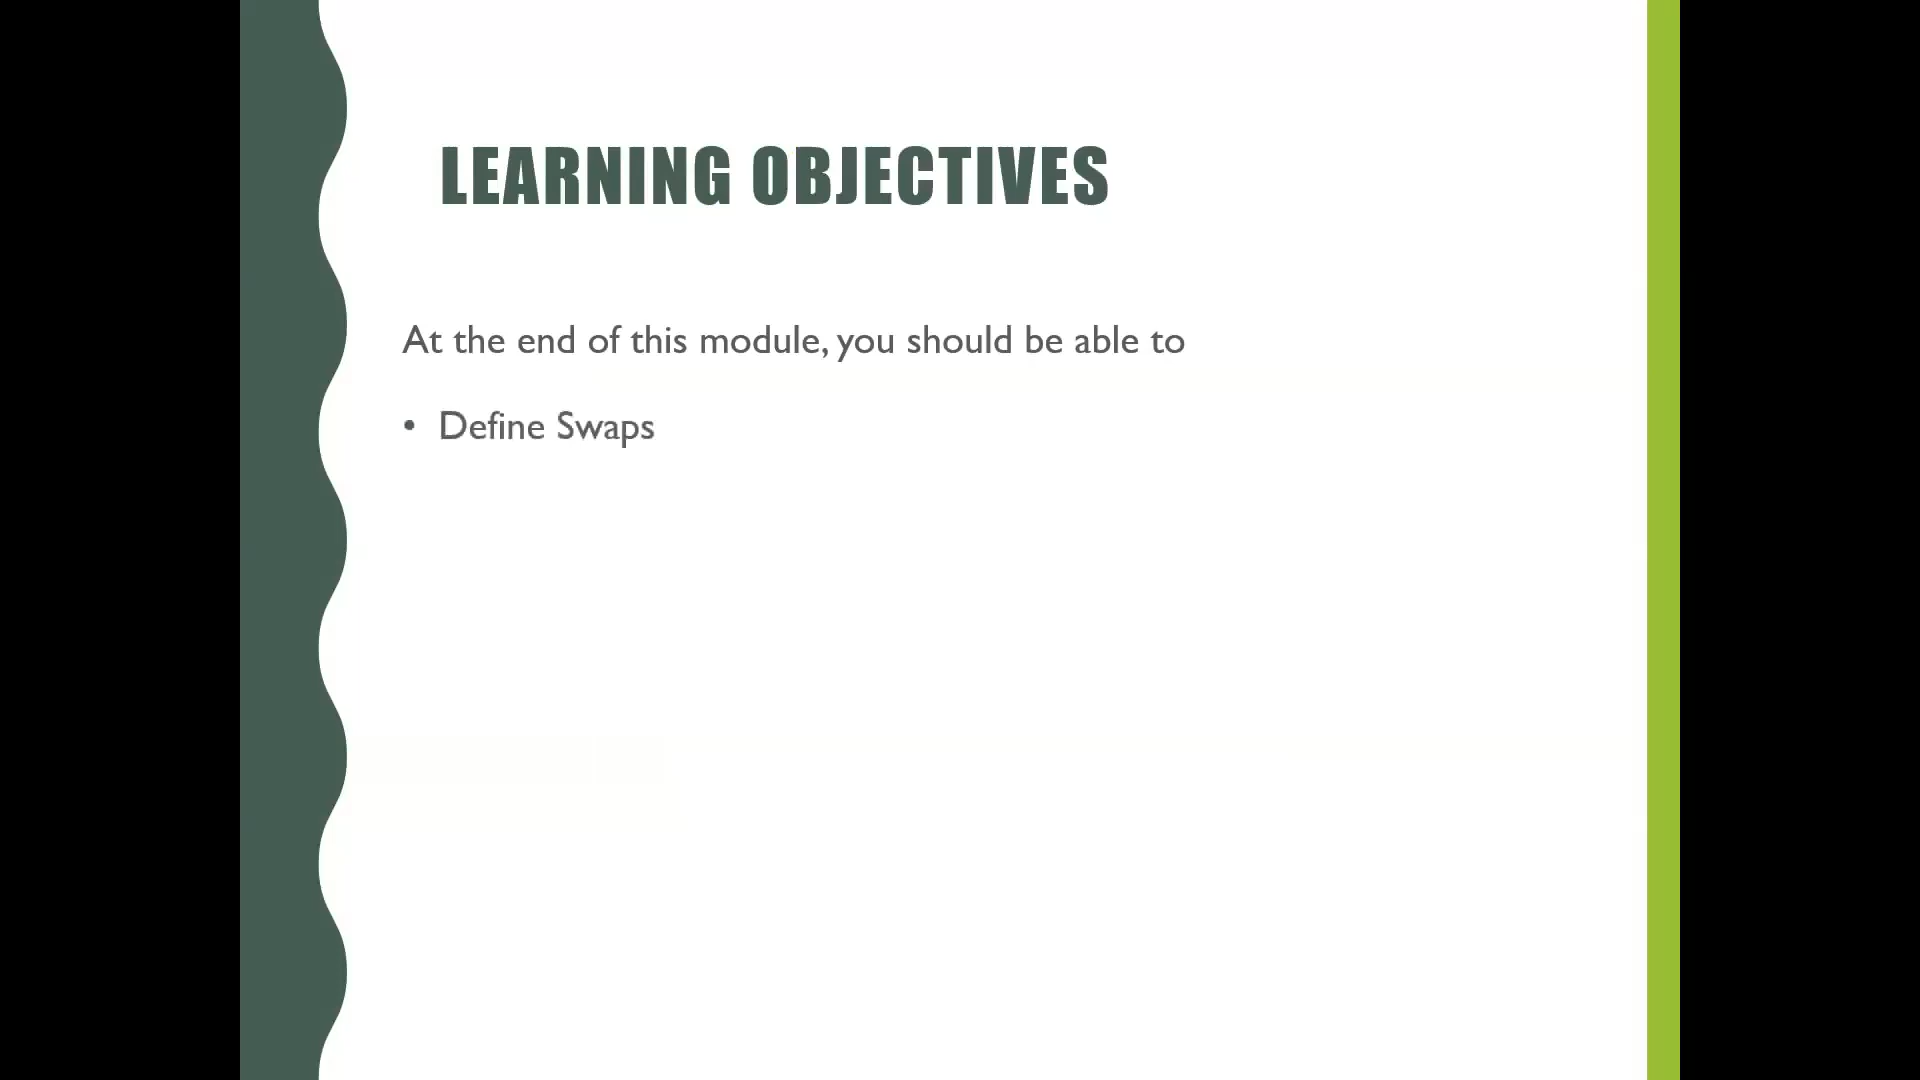 LEARNING OBJECTIVES
At the end of this module, you should be able to
• Define Swaps